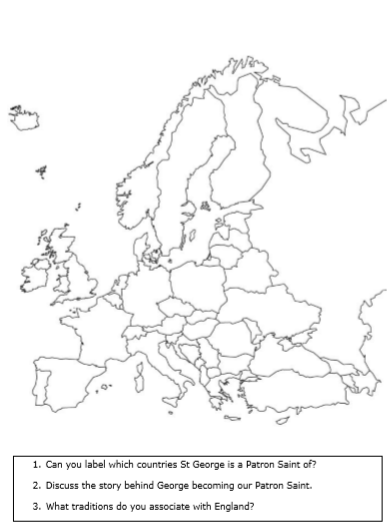 1. Can you label which countries St George is a Patron Saint of?
2. Discuss the story behind George becoming our Patron Saint.
3. What traditions do you associate with England?